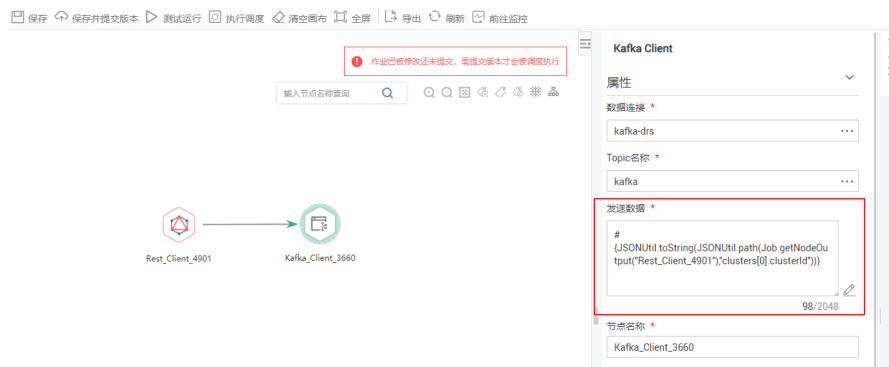 保存 保存并提交版本 测试运行 执行调度 清空画布 全屏 导出 刷新 前往监控
作业已被修改还未提交，需提交版本才会被调度执行
输入节点名称查询
Rest_Client_4901
Kafka_Client_3660
Kafka Client
属性
数据连接 *
kafka-drs
Topic名称 *
kafka
发送数据 *
#
{JSONUtil.toString(JSONUtil.path(Job.getNodeOu
tput("Rest_Client_4901"),"clusters[0].clusterId"))}
98/2048
节点名称 *
Kafka_Client_3660